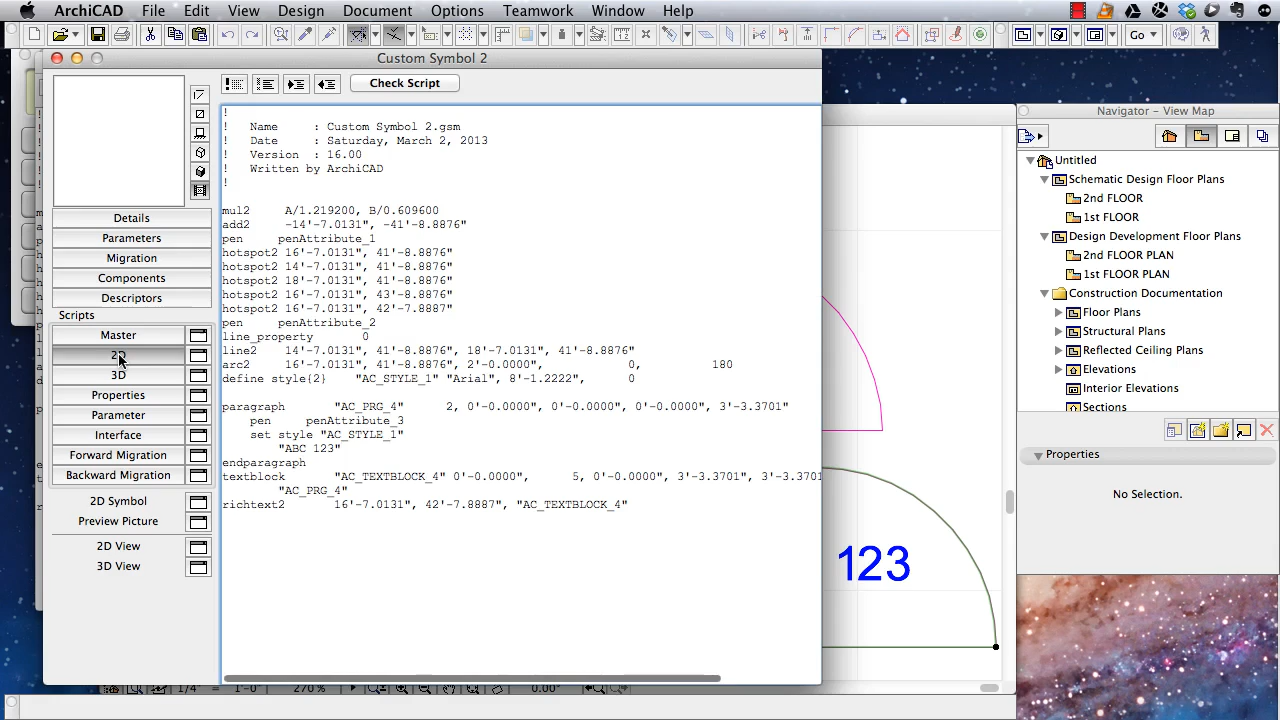 ArchiCAD File Edit View Design Document Options Teamwork Window Help
Go
Custom Symbol 2
Check Script
!
! Name : Custom Symbol 2.gsm
! Date : Saturday, March 2, 2013
! Version : 16.00
! Written by ArchiCAD
!
mul2 A/1.219200, B/0.609600
add2 -14'-7.0131", -41'-8.8876"
pen penAttribute_1
hotspot2 16'-7.0131", 41'-8.8876"
hotspot2 14'-7.0131", 41'-8.8876"
hotspot2 18'-7.0131", 41'-8.8876"
hotspot2 16'-7.0131", 43'-8.8876"
hotspot2 16'-7.0131", 42'-7.8887"
pen penAttribute_2
line_property 0
line2 14'-7.0131", 41'-8.8876", 18'-7.0131", 41'-8.8876"
arc2 16'-7.0131", 41'-8.8876", 2'-0.0000", 0, 180
define style{2} "AC_STYLE_1" "Arial", 8'-1.2222", 0
paragraph "AC_PRG_4" 2, 0'-0.0000", 0'-0.0000", 0'-0.0000", 3'-3.3701"
pen penAttribute_3
set style "AC_STYLE_1"
"ABC 123"
endparagraph
textblock "AC_TEXTBLOCK_4" 0'-0.0000", 5, 0'-0.0000", 3'-3.3701", 3'-3.3701
"AC_PRG_4"
richtext2 16'-7.0131", 42'-7.8887", "AC_TEXTBLOCK_4"
Details
Parameters
Migration
Components
Descriptors
Scripts
Master
2D
3D
Properties
Parameter
Interface
Forward Migration
Backward Migration
2D Symbol
Preview Picture
2D View
3D View
123
Navigator - View Map
Untitled
Schematic Design Floor Plans
2nd FLOOR
1st FLOOR
Design Development Floor Plans
2nd FLOOR PLAN
1st FLOOR PLAN
Construction Documentation
Floor Plans
Structural Plans
Reflected Ceiling Plans
Elevations
Interior Elevations
Sections
Properties
No Selection.
1/4" = 1'-0" 270 % 0.00°